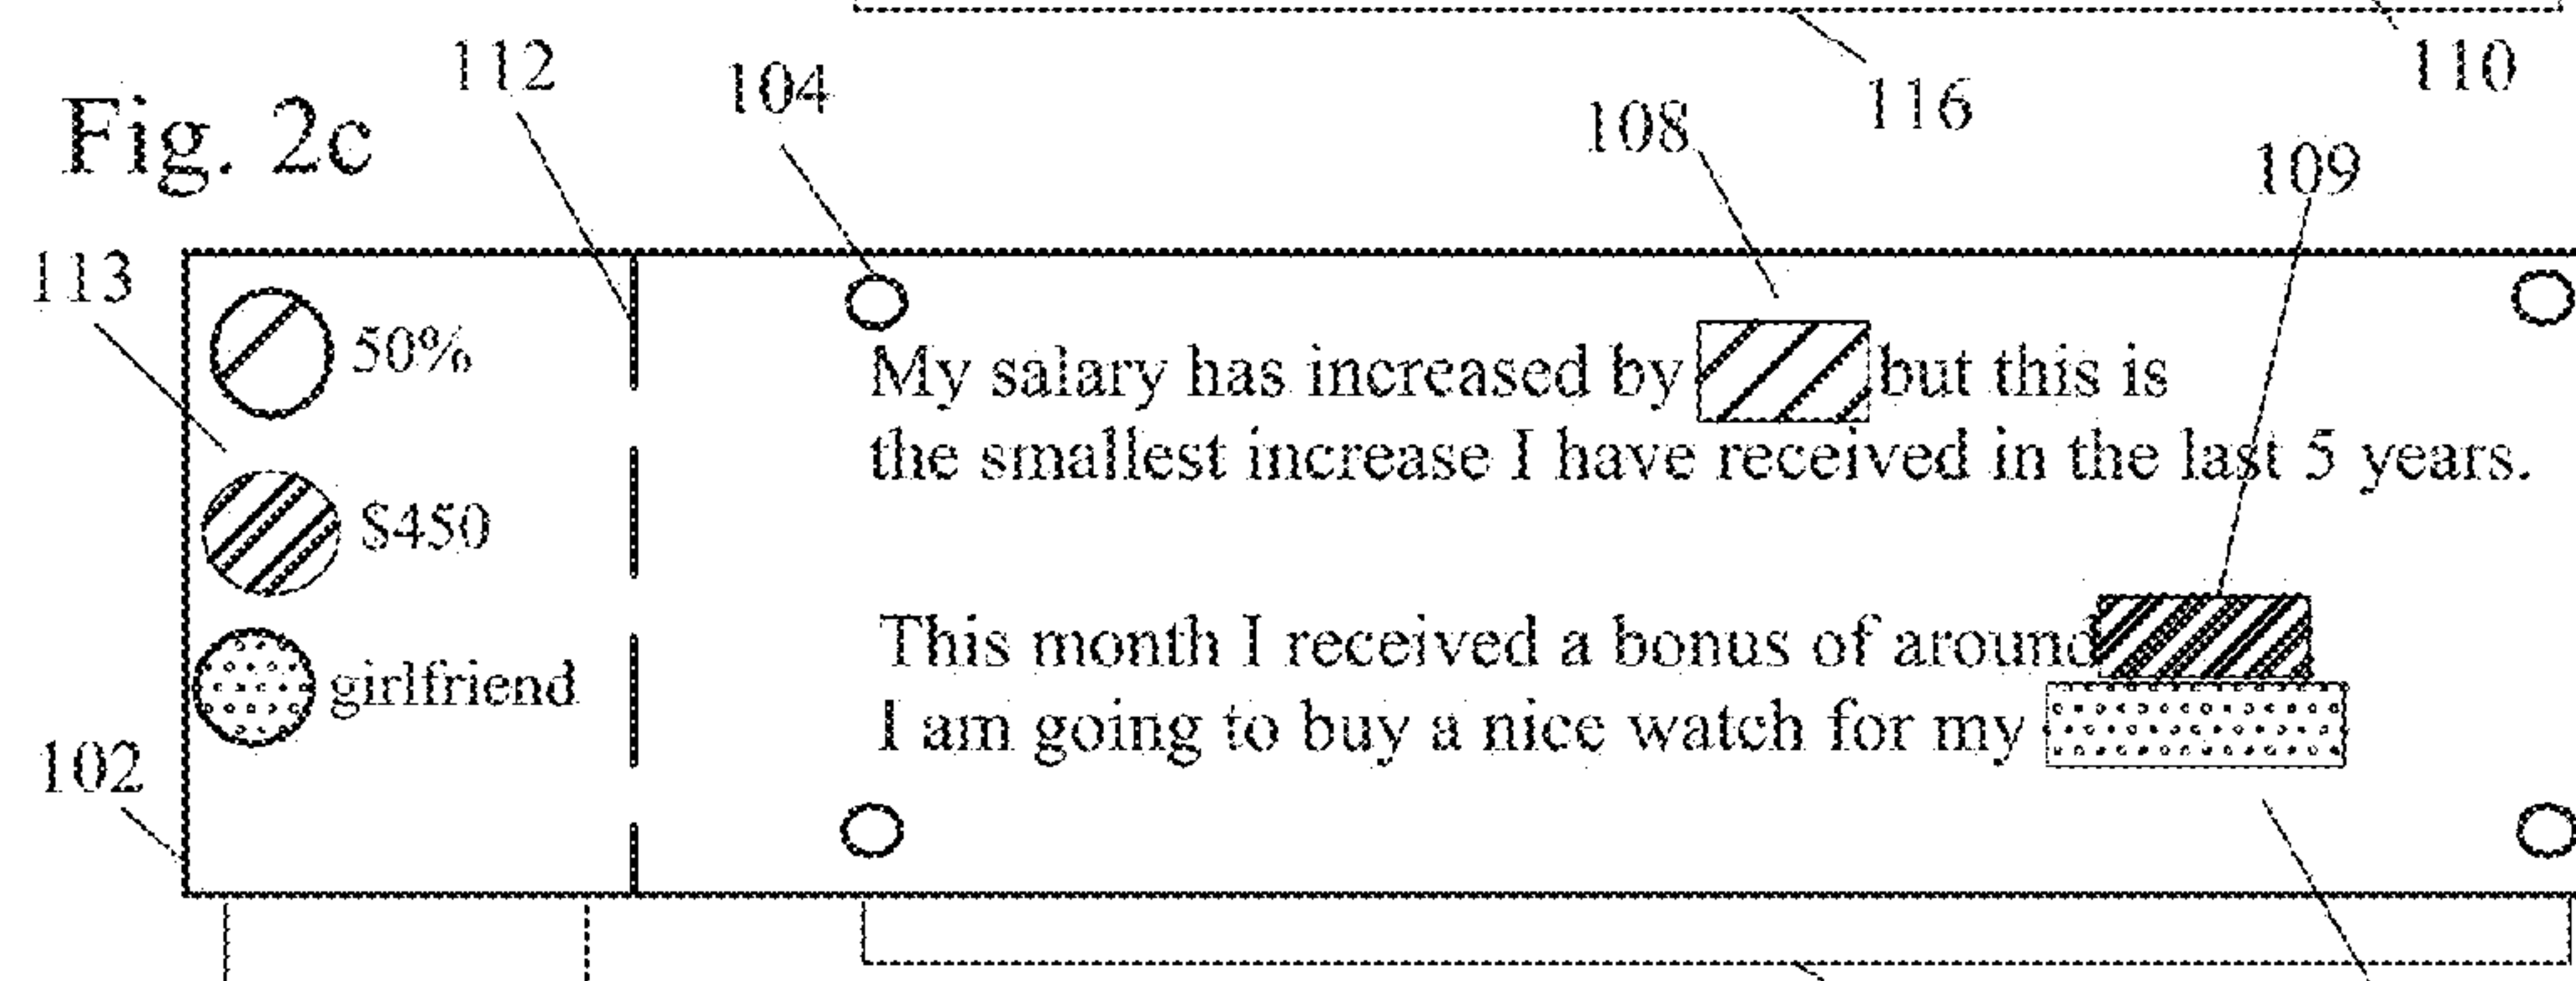 110
116
Fig. 2c
112
104
108
109
113
50%
My salary has increased by but this is
the smallest increase I have received in the last 5 years.
$450
This month I received a bonus of around
girlfriend
I am going to buy a nice watch for my
102